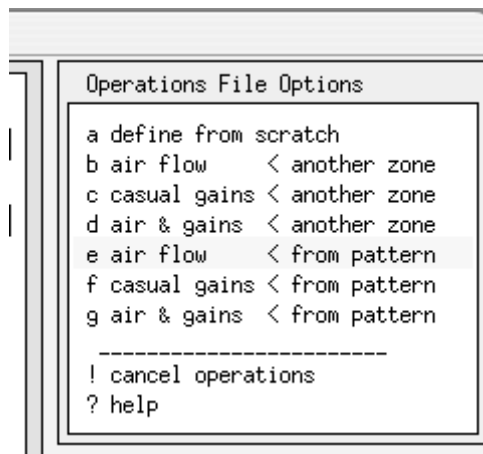 Operations File Options
a define from scratch
b air flow < another zone
c casual gains < another zone
d air & gains < another zone
e air flow < from pattern
f casual gains < from pattern
g air & gains < from pattern
________________________
! cancel operations
? help